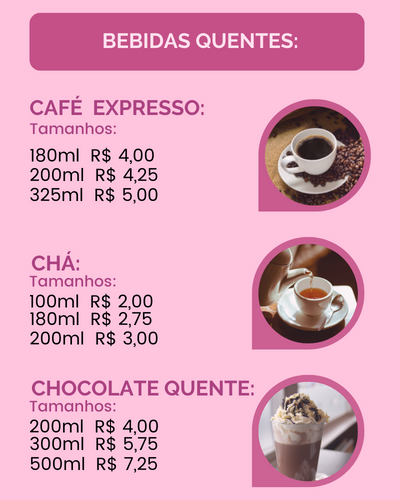 BEBIDAS QUENTES:
CAFÉ EXPRESSO:
Tamanhos:
180ml R$ 4,00
200ml R$ 4,25
325ml R$ 5,00
CHÁ:
Tamanhos:
100ml R$ 2,00
180ml R$ 2,75
200ml R$ 3,00
CHOCOLATE QUENTE:
Tamanhos:
200ml R$ 4,00
300ml R$ 5,75
500ml R$ 7,25